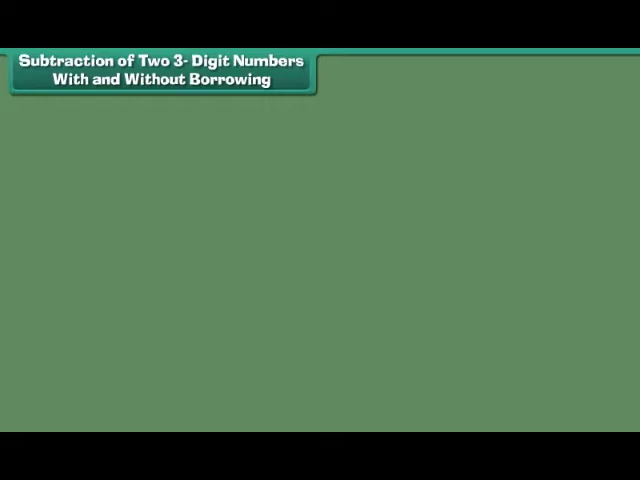 Subtraction of Two 3- Digit Numbers
With and Without Borrowing